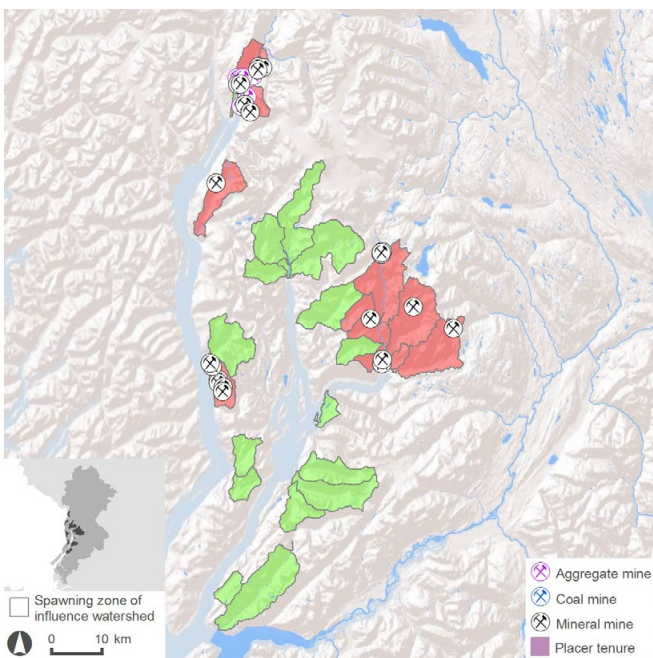 Spawning zone of
influence watershed
0 10 km
Aggregate mine
Coal mine
Mineral mine
Placer tenure